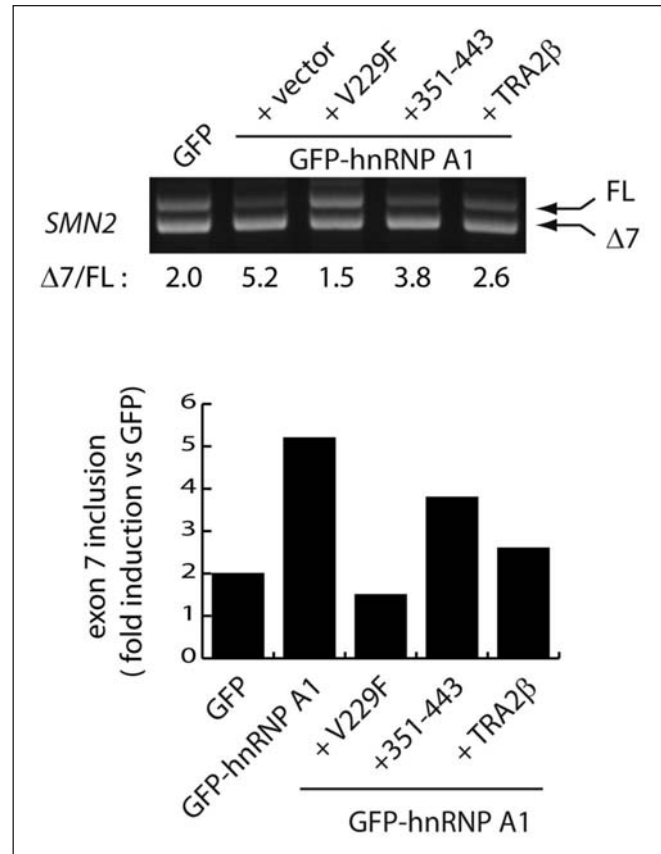 GFP + vector + V229F +351-443 + TRA2β
GFP-hnRNP A1
SMN2
FL
Δ7
Δ7/FL : 2.0 5.2 1.5 3.8 2.6
exon 7 inclusion
( fold induction vs GFP)
6
5
4
3
2
1
0
GFP GFP-hnRNP A1 + V229F +351-443 + TRA2β
GFP-hnRNP A1